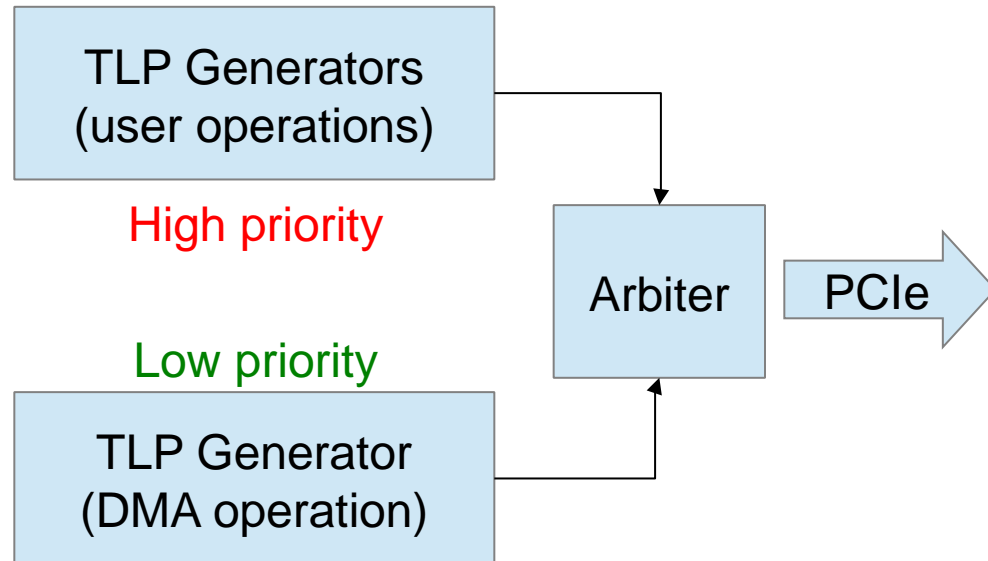 TLP Generators
(user operations)
High priority
Arbiter
PCIe
Low priority
TLP Generator
(DMA operation)